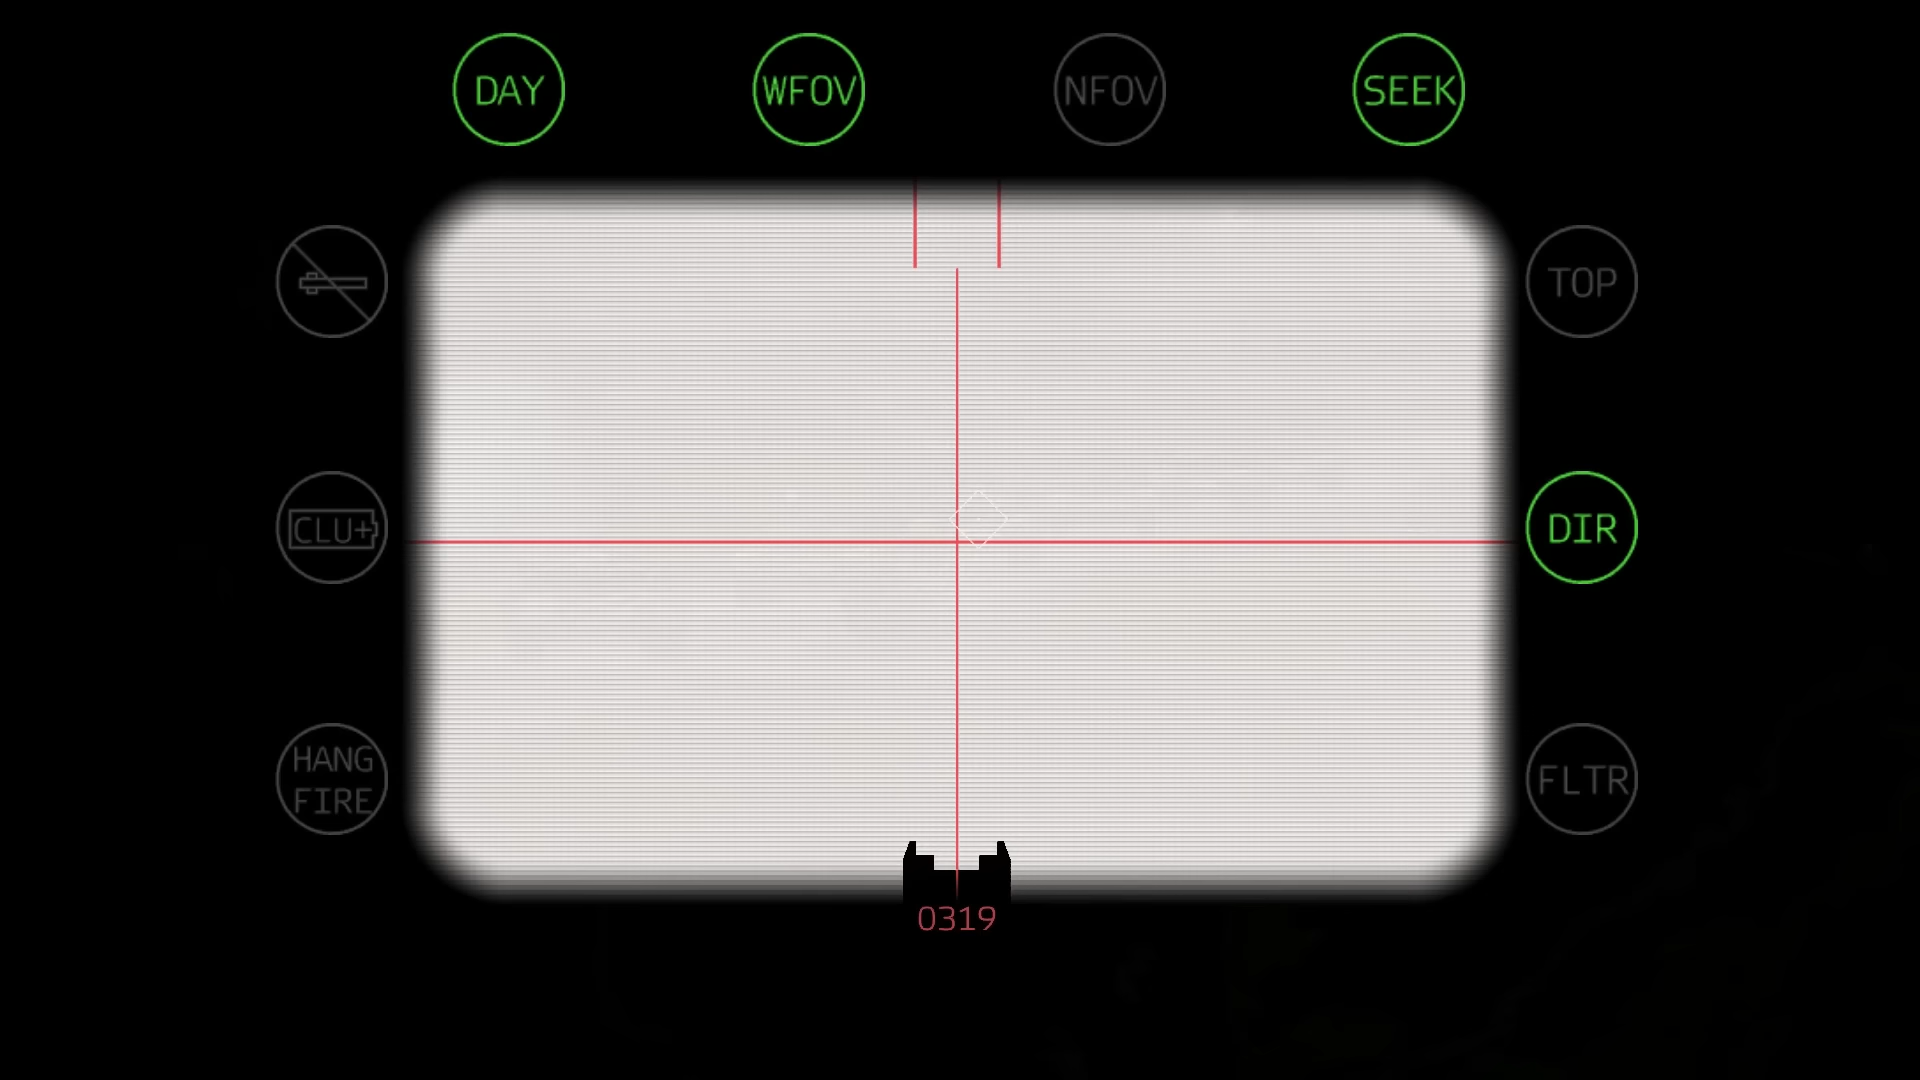 DAY
WFOV
NFOV
SEEK
TOP
CLU+
DIR
HANG
FIRE
FLTR
0319